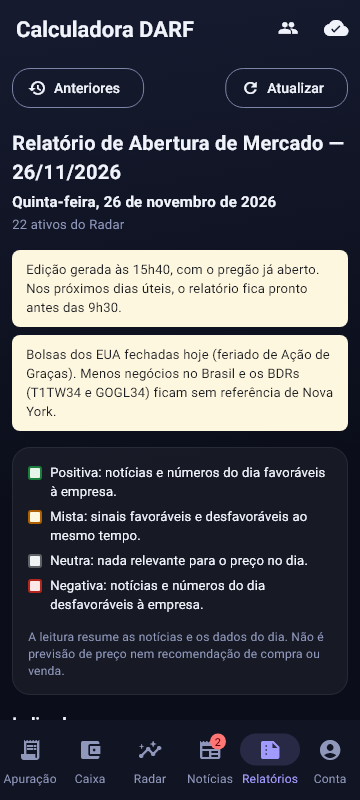 Calculadora DARF
Anteriores
Atualizar
Relatório de Abertura de Mercado —
26/11/2026
Quinta-feira, 26 de novembro de 2026
22 ativos do Radar
Edição gerada às 15h40, com o pregão já aberto.
Nos próximos dias úteis, o relatório fica pronto
antes das 9h30.
Bolsas dos EUA fechadas hoje (feriado de Ação de
Graças). Menos negócios no Brasil e os BDRs
(T1TW34 e GOGL34) ficam sem referência de Nova
York.
Positiva: notícias e números do dia favoráveis
à empresa.
Mista: sinais favoráveis e desfavoráveis ao
mesmo tempo.
Neutra: nada relevante para o preço no dia.
Negativa: notícias e números do dia
desfavoráveis à empresa.
A leitura resume as notícias e os dados do dia. Não é
previsão de preço nem recomendação de compra ou
venda.
2
Apuração
Caixa
Radar
Notícias
Relatórios
Conta